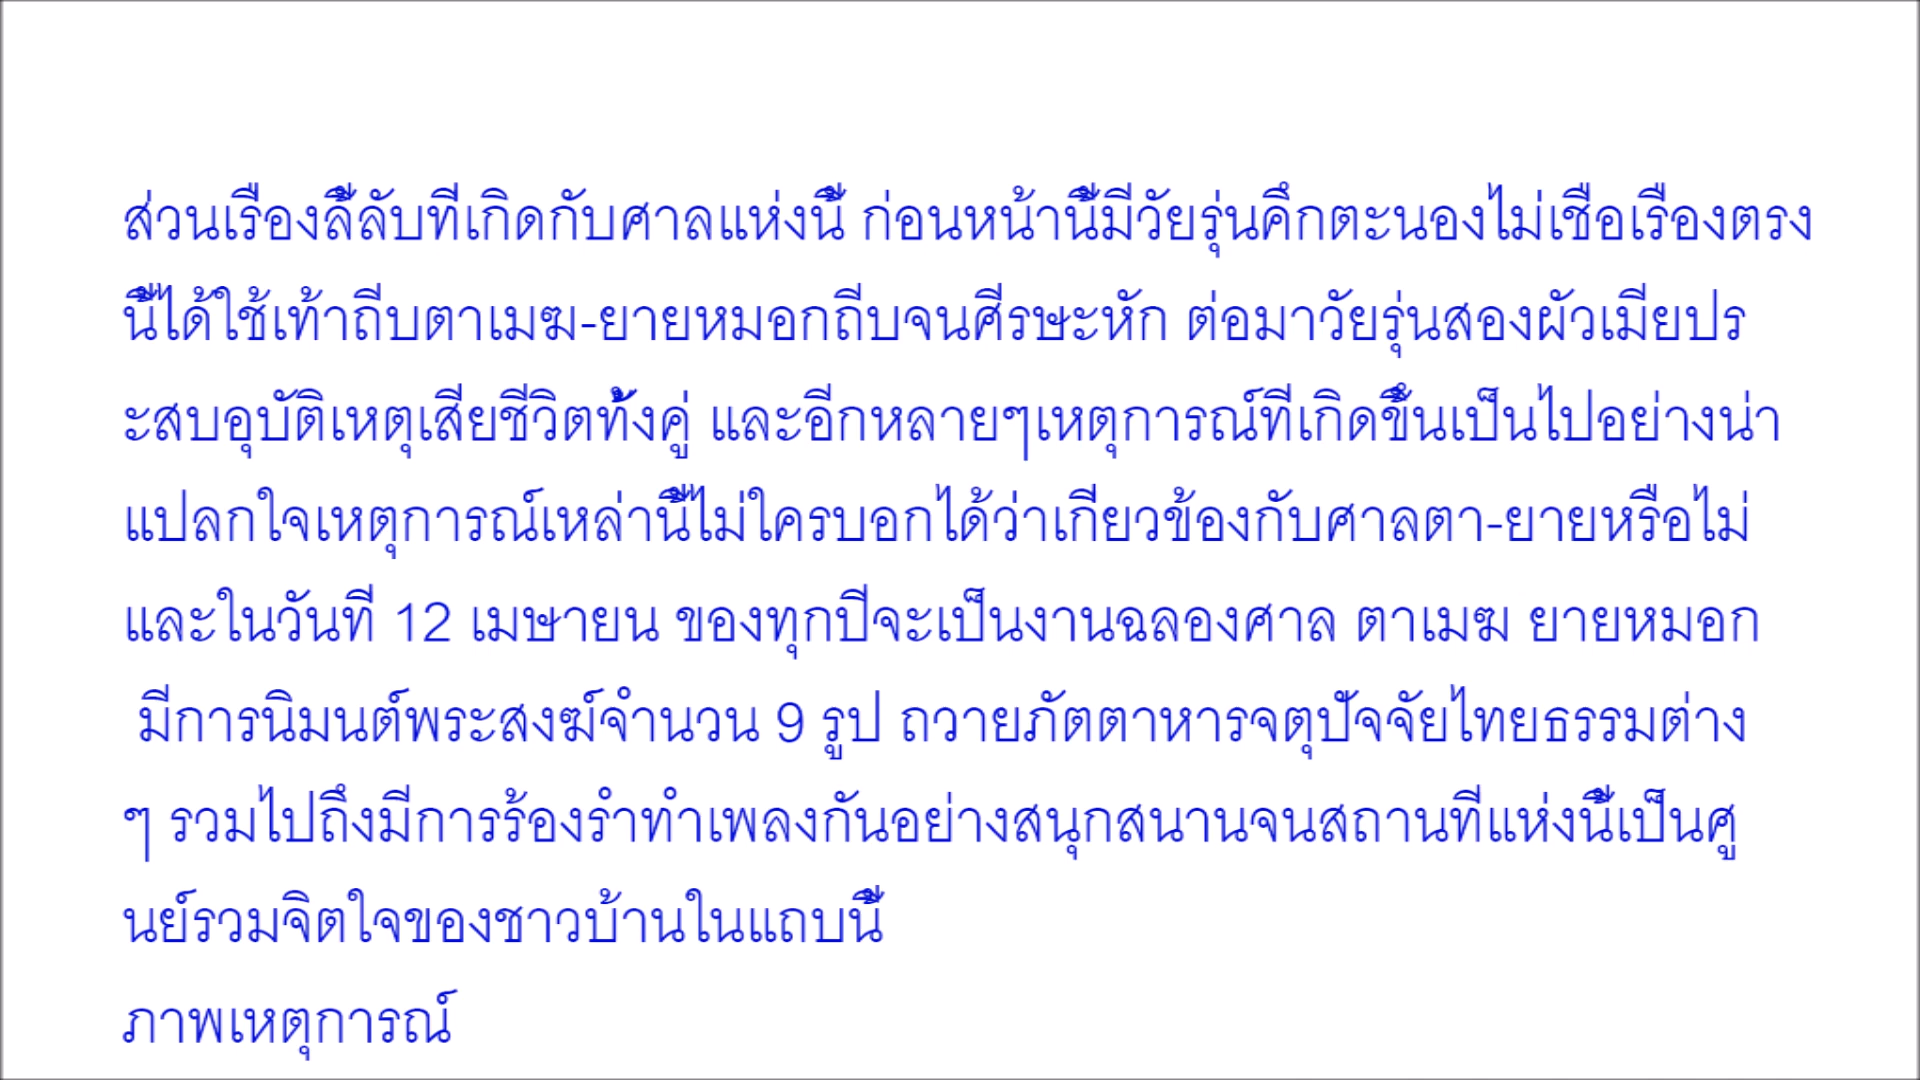 ส่วนเรื่องลี้ลับที่เกิดกับศาลแห่งนี้ ก่อนหน้านี้มีวัยรุ่นคึกตะนองไม่เชื่อเรื่องตรง
นี้ได้ใช้เท้าถีบตาเมฆ-ยายหมอกถีบจนศีรษะหัก ต่อมาวัยรุ่นสองผัวเมียปร
ะสบอุบัติเหตุเสียชีวิตทั้งคู่ และอีกหลายๆเหตุการณ์ที่เกิดขึ้นเป็นไปอย่างน่า
แปลกใจเหตุการณ์เหล่านี้ไม่ใครบอกได้ว่าเกี่ยวข้องกับศาลตา-ยายหรือไม่
และในวันที่ 12 เมษายน ของทุกปีจะเป็นงานฉลองศาล ตาเมฆ ยายหมอก
มีการนิมนต์พระสงฆ์จำนวน 9 รูป ถวายภัตตาหารจตุปัจจัยไทยธรรมต่าง
ๆ รวมไปถึงมีการร้องรำทำเพลงกันอย่างสนุกสนานจนสถานที่แห่งนี้เป็นศู
นย์รวมจิตใจของชาวบ้านในแถบนี้
ภาพเหตุการณ์